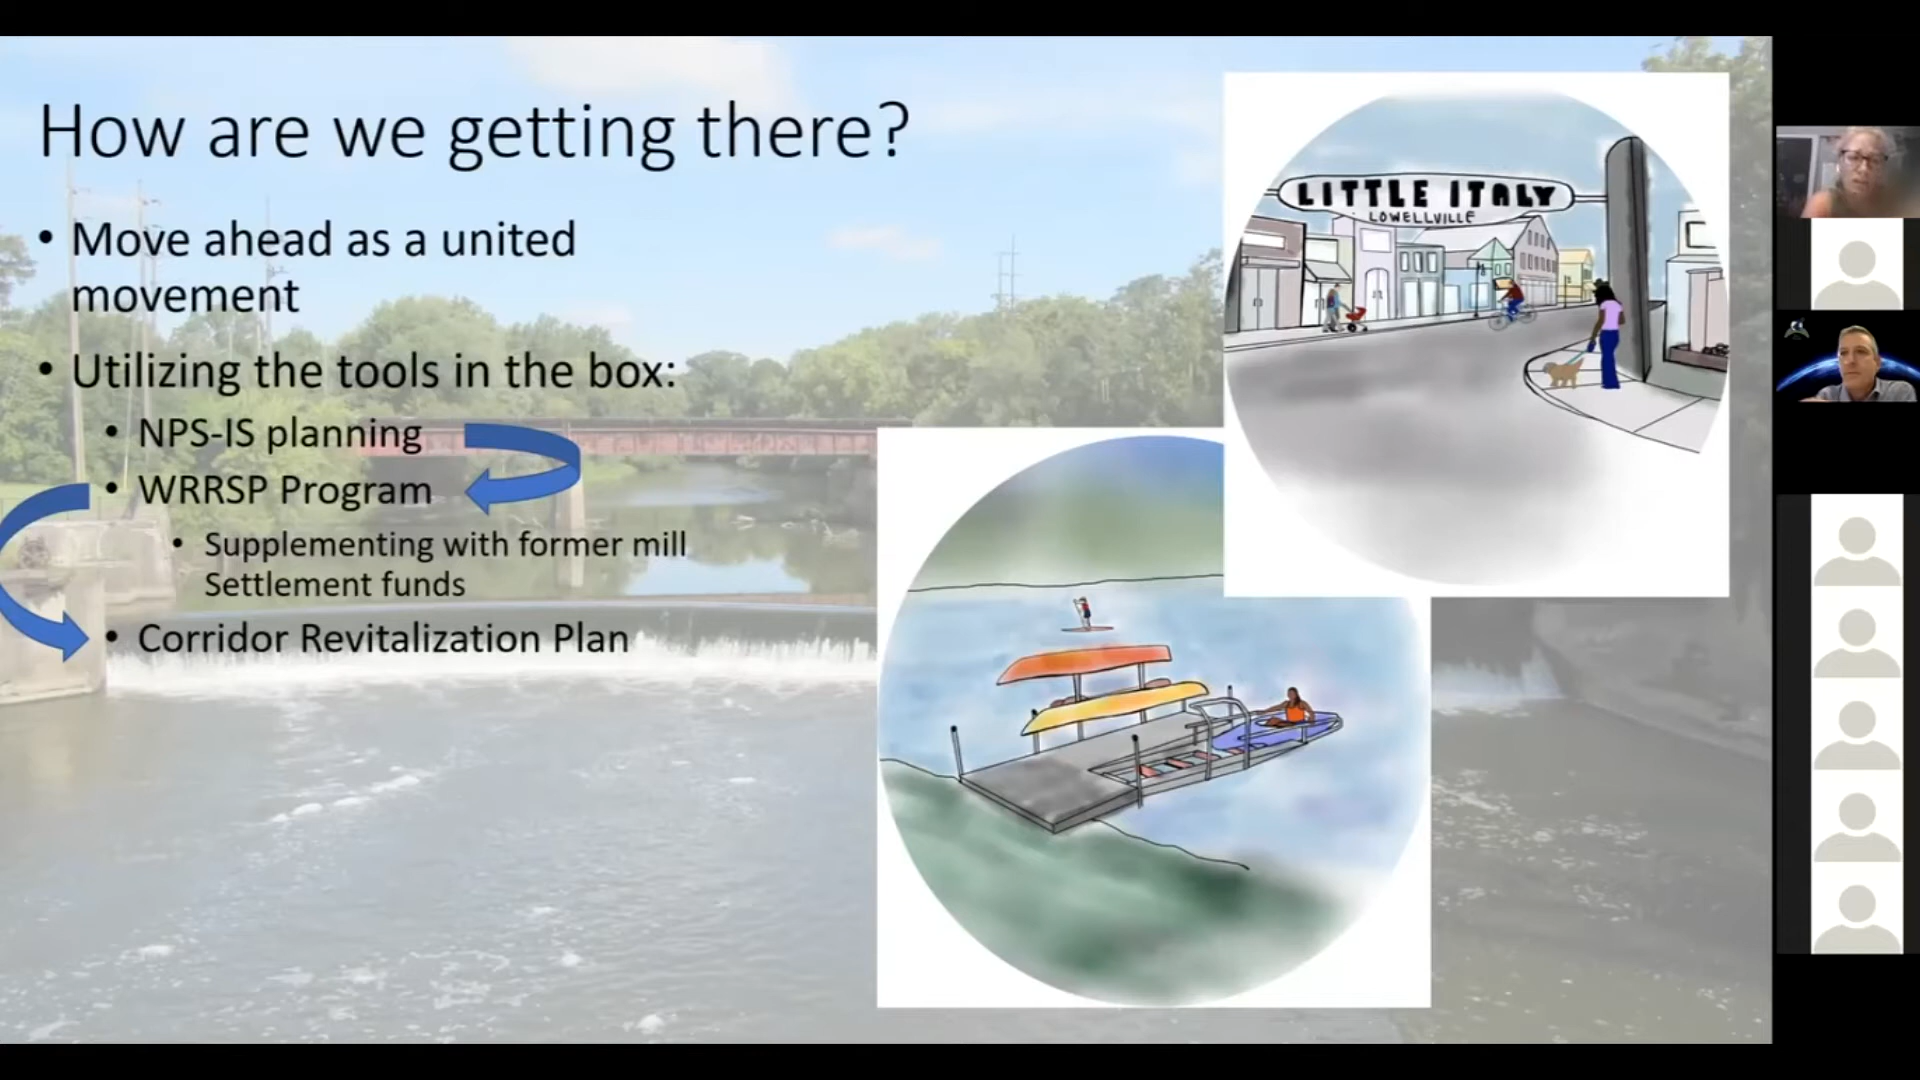 How are we getting there?
• Move ahead as a united
movement
• Utilizing the tools in the box:
• NPS-IS planning
• WRRSP Program
• Supplementing with former mill
Settlement funds
• Corridor Revitalization Plan
LITTLE ITALY
LOWELLVILLE